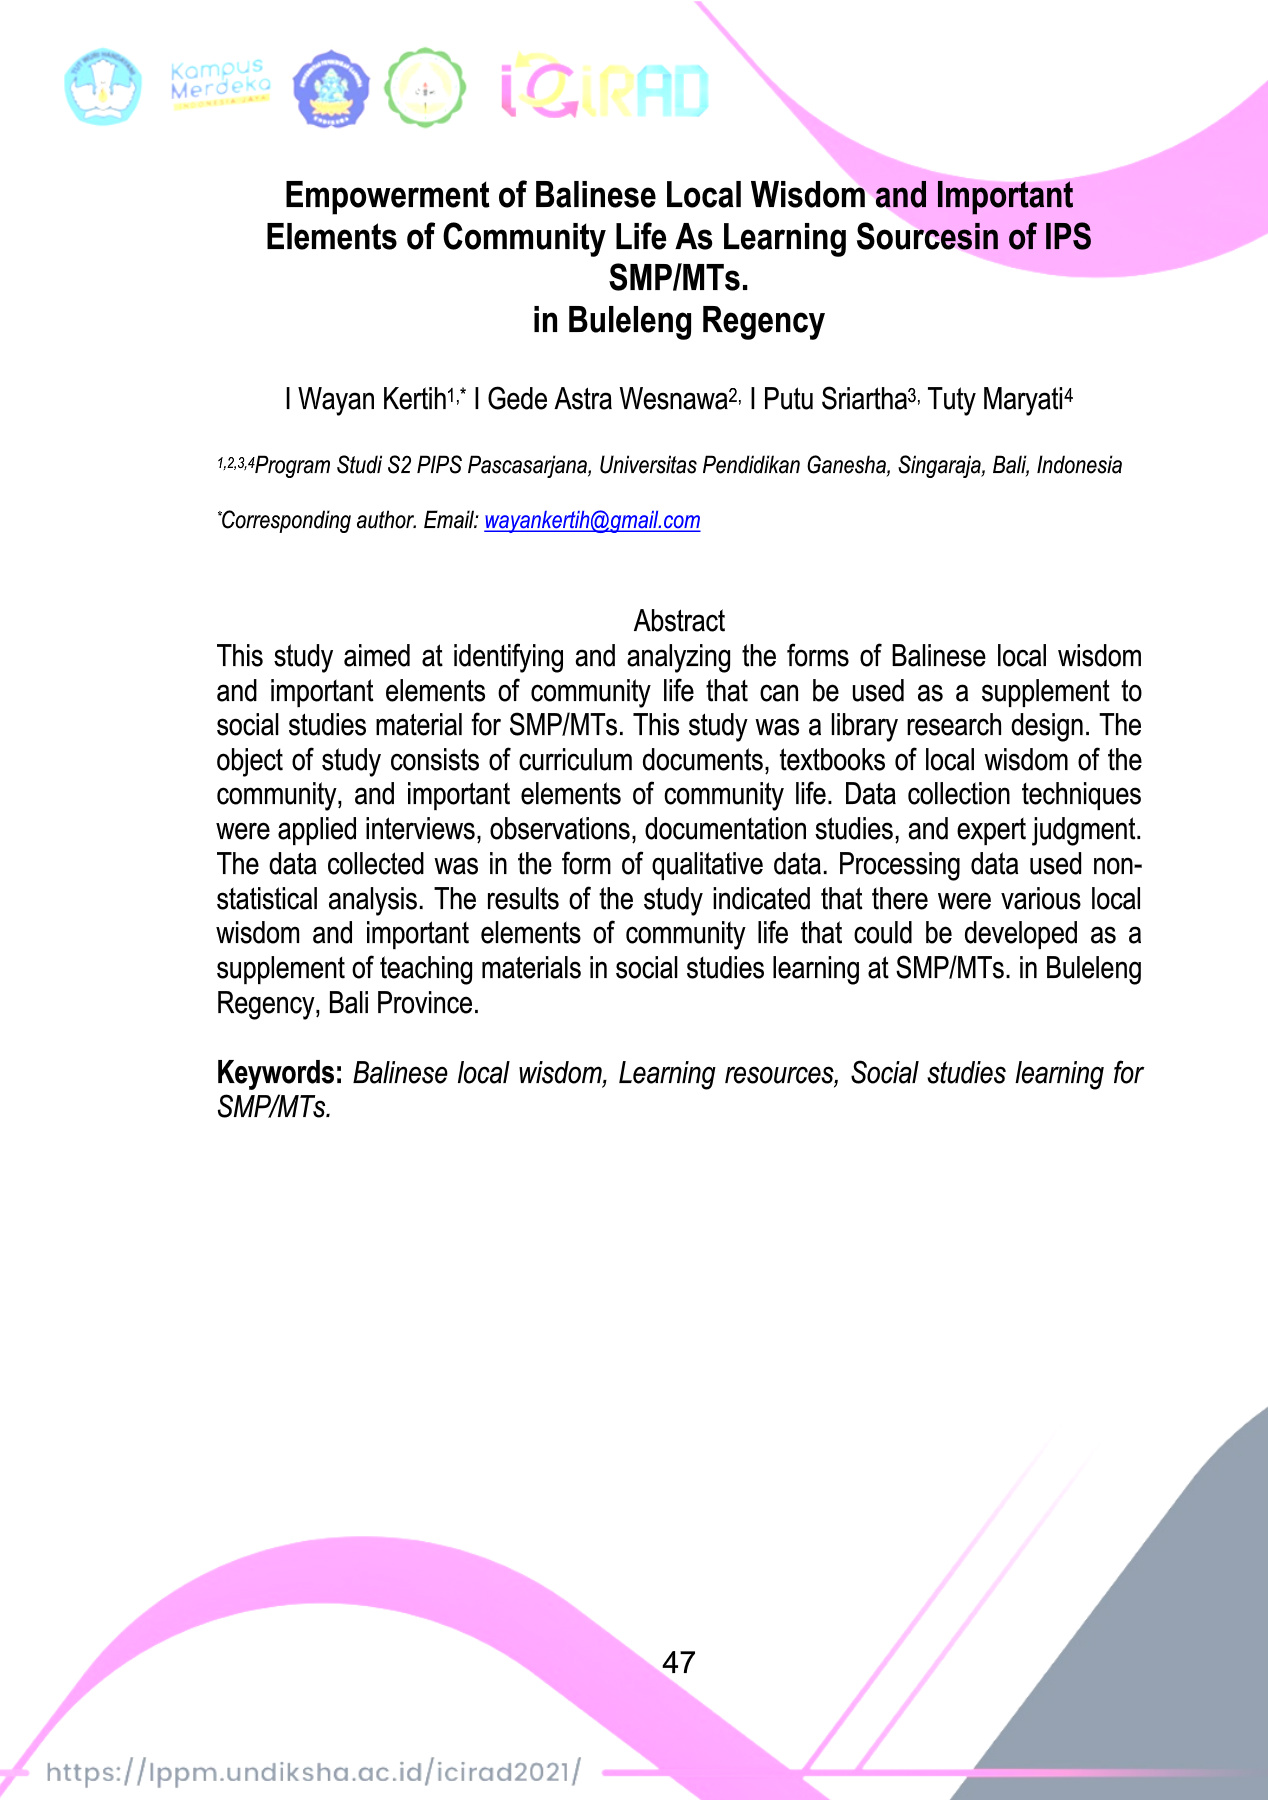 Kampus
Merdeka
INDONESIA JAYA
iCiRAD
Empowerment of Balinese Local Wisdom and Important
Elements of Community Life As Learning Sourcesin of IPS
SMP/MTs.
in Buleleng Regency
I Wayan Kertih1,* I Gede Astra Wesnawa2, I Putu Sriartha3, Tuty Maryati4
1,2,3,4Program Studi S2 PIPS Pascasarjana, Universitas Pendidikan Ganesha, Singaraja, Bali, Indonesia
*Corresponding author. Email: wayankertih@gmail.com
Abstract
This study aimed at identifying and analyzing the forms of Balinese local wisdom
and important elements of community life that can be used as a supplement to
social studies material for SMP/MTs. This study was a library research design. The
object of study consists of curriculum documents, textbooks of local wisdom of the
community, and important elements of community life. Data collection techniques
were applied interviews, observations, documentation studies, and expert judgment.
The data collected was in the form of qualitative data. Processing data used non-
statistical analysis. The results of the study indicated that there were various local
wisdom and important elements of community life that could be developed as a
supplement of teaching materials in social studies learning at SMP/MTs. in Buleleng
Regency, Bali Province.
Keywords: Balinese local wisdom, Learning resources, Social studies learning for
SMP/MTs.
47
https://lppm.undiksha.ac.id/icirad2021/